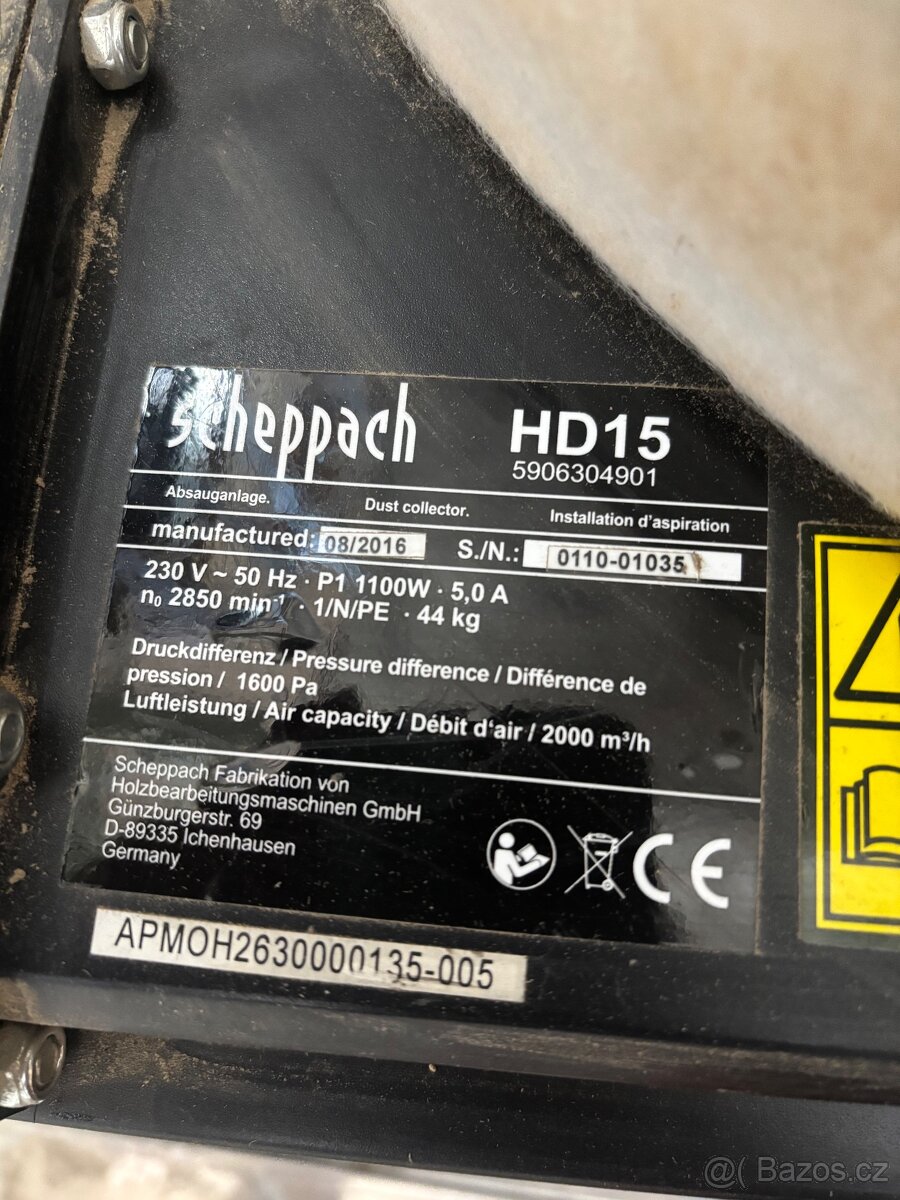 scheppach HD15
5906304901
Absauganlage. Dust collector. Installation d'aspiration
manufactured: 08/2016 S./N.: 0110-01035
230 V ~ 50 Hz · P1 1100W · 5,0 A
n₀ 2850 min⁻¹ · 1/N/PE · 44 kg
Druckdifferenz / Pressure difference / Différence de
pression / 1600 Pa
Luftleistung / Air capacity / Débit d'air / 2000 m³/h
Scheppach Fabrikation von
Holzbearbeitungsmaschinen GmbH
Günzburgerstr. 69
D-89335 Ichenhausen
Germany
CE
APMOH2630000135-005
@( Bazos.cz